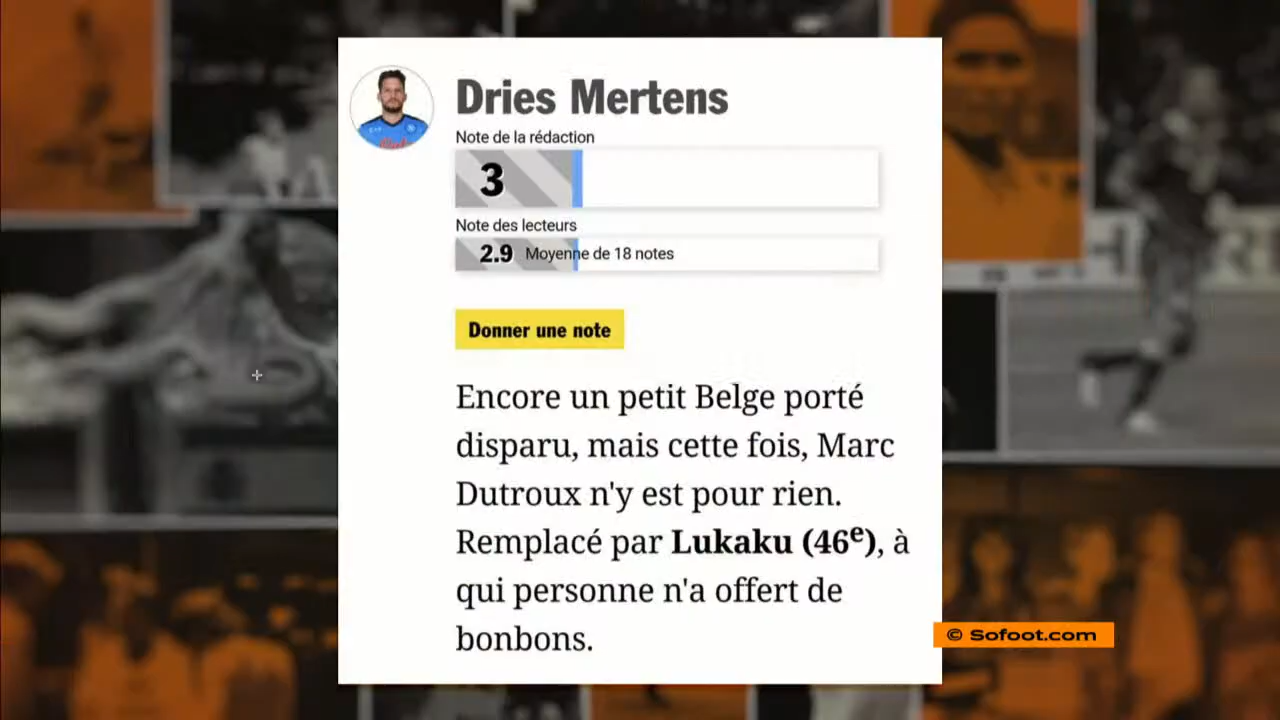 Dries Mertens
Note de la rédaction
3
Note des lecteurs
2.9 Moyenne de 18 notes
Donner une note
Encore un petit Belge porté
disparu, mais cette fois, Marc
Dutroux n'y est pour rien.
Remplacé par Lukaku (46e), à
qui personne n'a offert de
bonbons.
© Sofoot.com